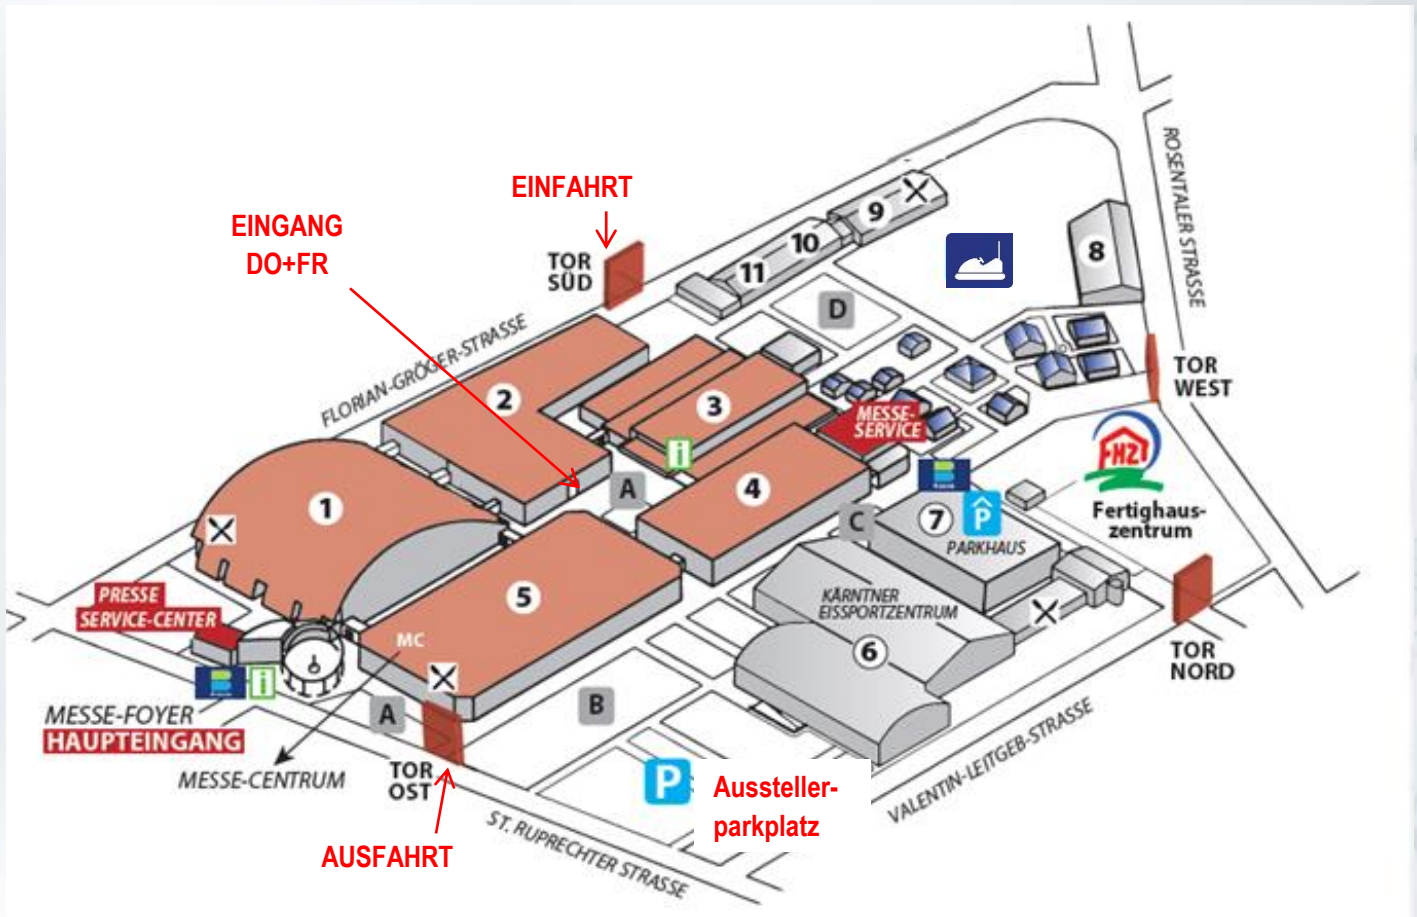 EINFAHRT
EINGANG
DO+FR
TOR
SÜD
ROSENTALER STRASSE
9
10
11
8
D
FLORIAN-GRÖGER-STRASSE
TOR
WEST
2
3
MESSE-
SERVICE
i
FH21
Fertighaus-
zentrum
4
A
1
C
7
P
PARKHAUS
5
KÄRNTNER
EISSPORTZENTRUM
PRESSE
SERVICE-CENTER
MC
6
TOR
NORD
i
A
B
MESSE-FOYER
HAUPTEINGANG
MESSE-CENTRUM
TOR
OST
P
Aussteller-
parkplatz
VALENTIN-LEITGEB-STRASSE
ST. RUPRECHTER STRASSE
AUSFAHRT